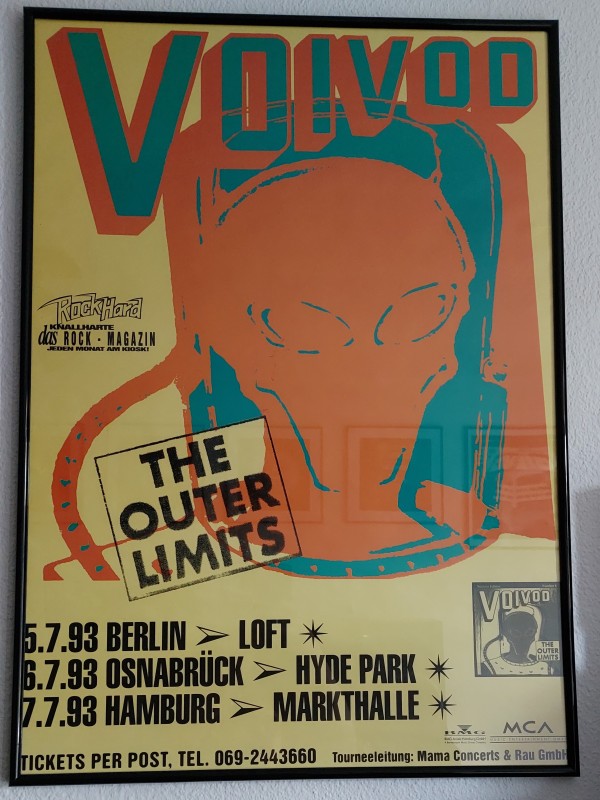 VOIVOD
RockHard
KNALLHARTE
das ROCK · MAGAZIN
JEDEN MONAT AM KIOSK!
THE
OUTER
LIMITS
5.7.93 BERLIN ➢ LOFT ✳
6.7.93 OSNABRÜCK ➢ HYDE PARK ✳
7.7.93 HAMBURG ➢ MARKTHALLE ✳
VOIVOD
THE
OUTER
LIMITS
BMG
MCA
TICKETS PER POST, TEL. 069-2443660 Tourneeleitung: Mama Concerts & Rau GmbH